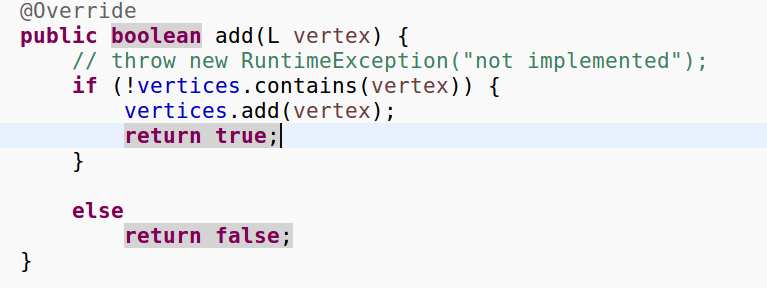 @Override
public boolean add(L vertex) {
    // throw new RuntimeException("not implemented");
    if (!vertices.contains(vertex)) {
        vertices.add(vertex);
        return true;
    }

    else
        return false;
}